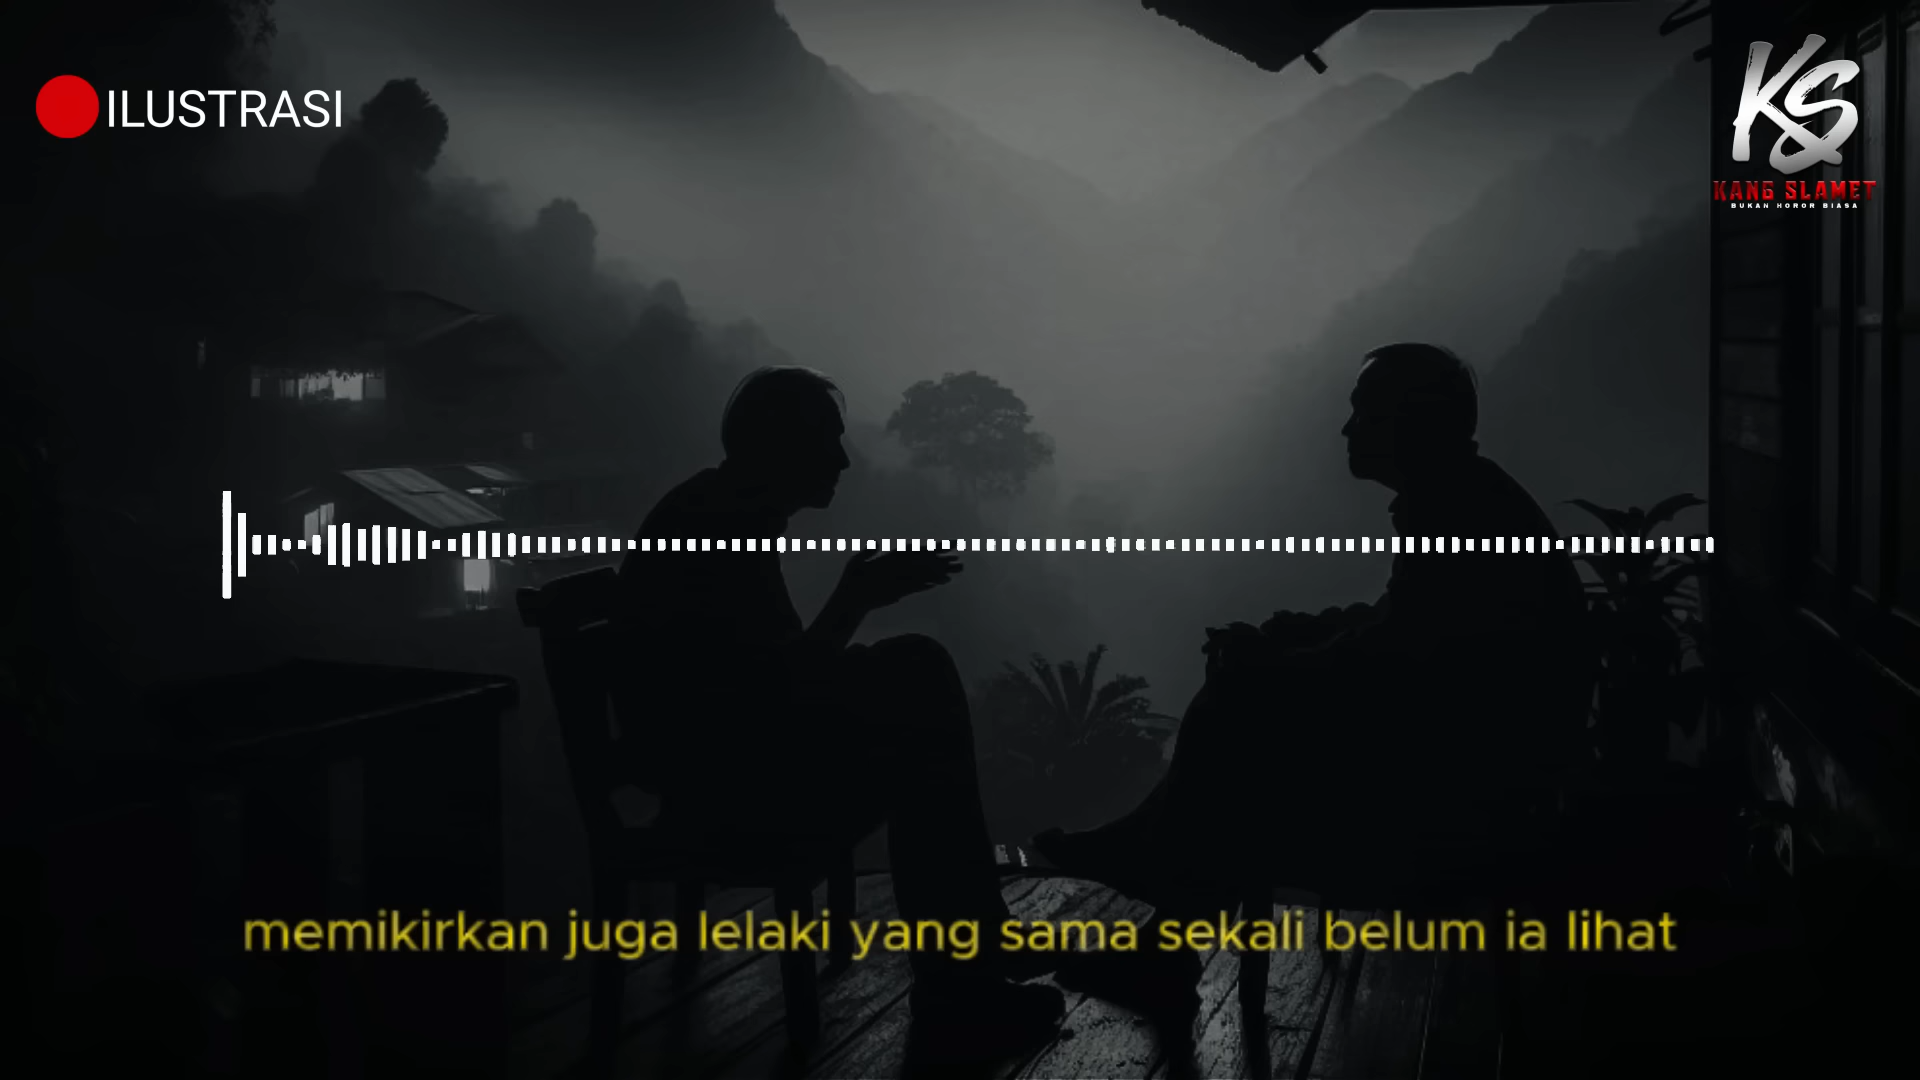 ILUSTRASI
KS
KANG SLAMET
BUKAN HOROR BIASA
memikirkan juga lelaki yang sama sekali belum ia lihat